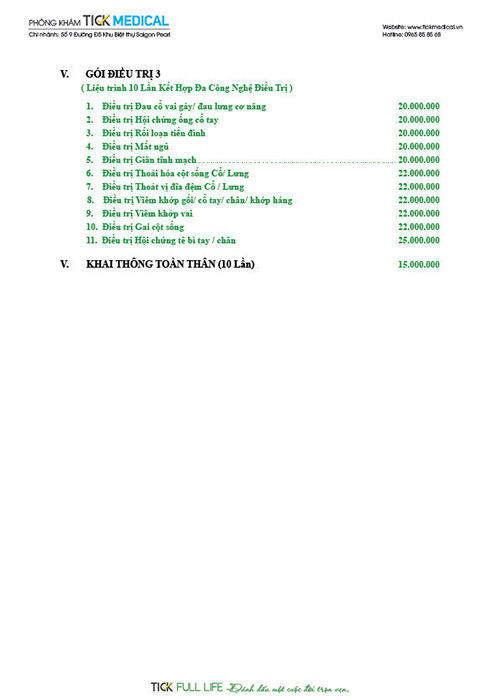 PHÒNG KHÁM TICK MEDICAL
Chi nhánh: Số 9 Đường Đ5 Khu Biệt thự Saigon Pearl
Website: www.tickmedical.vn
Hotline: 0965 85 85 68
V. GÓI ĐIỀU TRỊ 3
( Liệu trình 10 Lần Kết Hợp Đa Công Nghệ Điều Trị )
1. Điều trị Đau cổ vai gáy/ đau lưng cơ năng 20.000.000
2. Điều trị Hội chứng ống cổ tay 20.000.000
3. Điều trị Rối loạn tiền đình 20.000.000
4. Điều trị Mất ngủ 20.000.000
5. Điều trị Giãn tĩnh mạch 20.000.000
6. Điều trị Thoái hóa cột sống Cổ/ Lưng 22.000.000
7. Điều trị Thoát vị đĩa đệm Cổ / Lưng 22.000.000
8. Điều trị Viêm khớp gối/ cổ tay/ chân/ khớp háng 22.000.000
9. Điều trị Viêm khớp vai 22.000.000
10. Điều trị Gai cột sống 22.000.000
11. Điều trị Hội chứng tê bì tay / chân 25.000.000
V. KHAI THÔNG TOÀN THÂN (10 Lần) 15.000.000
TICK FULL LIFE - Đánh dấu một cuộc đời trọn vẹn.